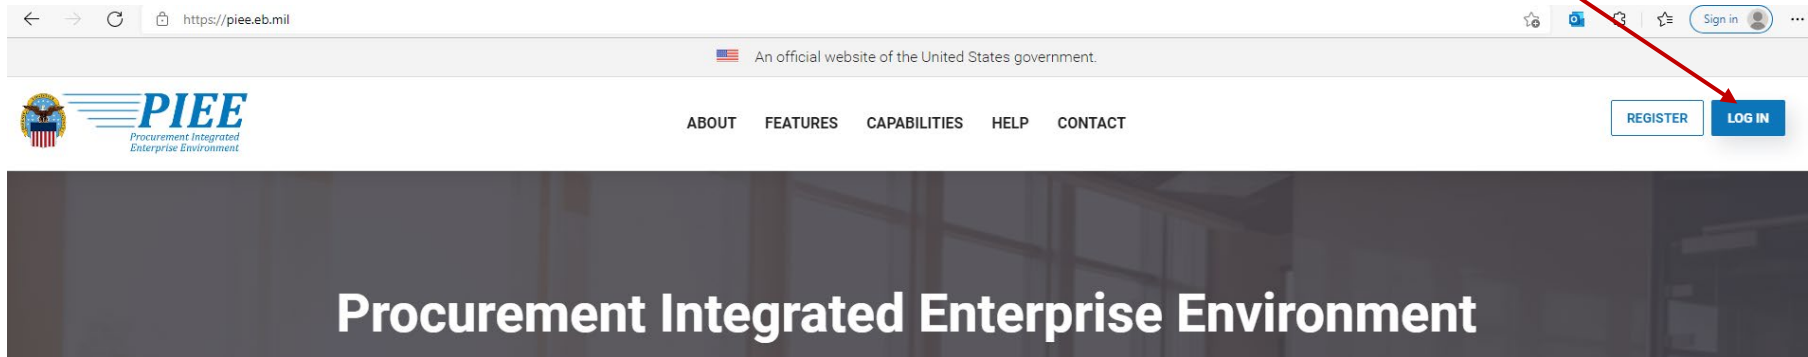 https://piee.eb.mil
Sign in
An official website of the United States government.
PIEE
Procurement Integrated
Enterprise Environment
ABOUT FEATURES CAPABILITIES HELP CONTACT
REGISTER LOG IN
Procurement Integrated Enterprise Environment